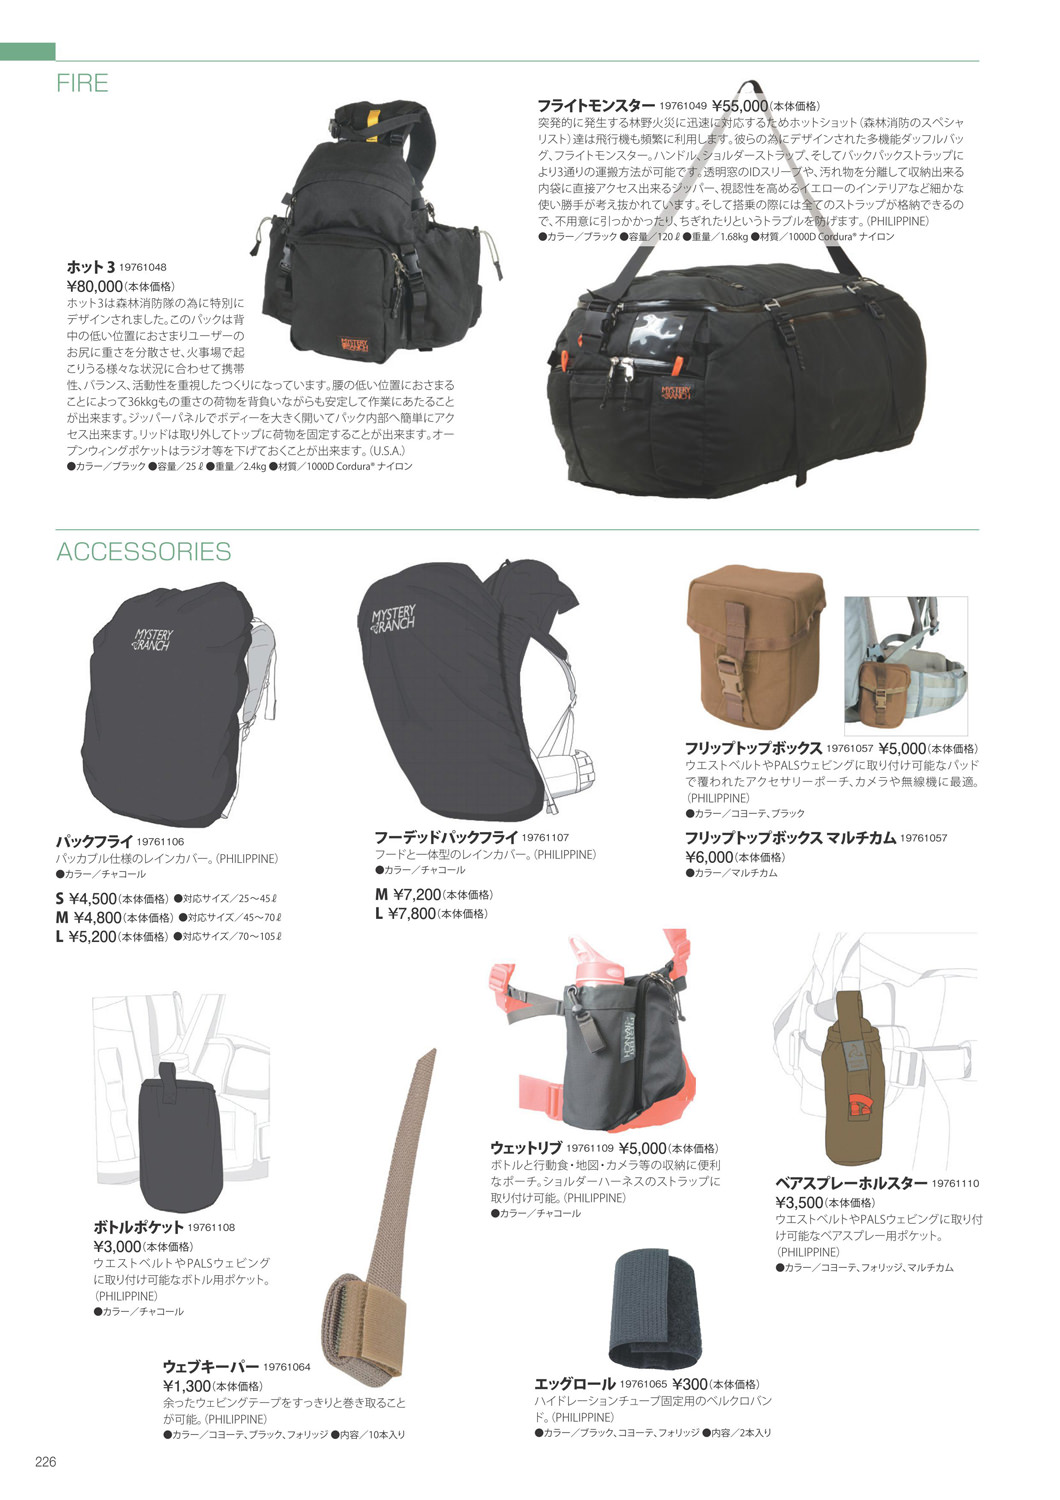 FIRE
フライトモンスター 19761049 ¥55,000(本体価格)
突発的に発生する林野火災に迅速に対応するためホットショット(森林消防のスペシャ
リスト)達は飛行機も頻繁に利用します。彼らの為にデザインされた多機能ダッフルバッ
グ、フライトモンスター。ハンドル、ショルダーストラップ、そしてバックパックストラップに
より3通りの運搬方法が可能です。透明窓のIDスリーブや、汚れ物を分離して収納出来る
内袋に直接アクセス出来るジッパー、視認性を高めるイエローのインテリアなど細かな
使い勝手が考え抜かれています。そして搭乗の際には全てのストラップが格納できるの
で、不用意に引っかかったり、ちぎれたりというトラブルを防げます。(PHILIPPINE)
●カラー/ブラック ●容量/120ℓ ●重量/1.68kg ●材質/1000D Cordura® ナイロン
ホット3 19761048
¥80,000(本体価格)
ホット3は森林消防隊の為に特別に
デザインされました。このパックは背
中の低い位置におさまりユーザーの
お尻に重さを分散させ、火事場で起
こりうる様々な状況に合わせて携帯
性、バランス、活動性を重視したつくりになっています。腰の低い位置におさまる
ことによって36kkgもの重さの荷物を背負いながらも安定して作業にあたること
が出来ます。ジッパーパネルでボディーを大きく開いてパック内部へ簡単にアク
セス出来ます。リッドは取り外してトップに荷物を固定することが出来ます。オー
プンウィングポケットはラジオ等を下げておくことが出来ます。(U.S.A.)
●カラー/ブラック ●容量/25ℓ ●重量/2.4kg ●材質/1000D Cordura® ナイロン
MYSTERY
RANCH
MYSTERY
RANCH
ACCESSORIES
MYSTERY
RANCH
MYSTERY
RANCH
パックフライ 19761106
パッカブル仕様のレインカバー。(PHILIPPINE)
●カラー/チャコール
S ¥4,500(本体価格) ●対応サイズ/25〜45ℓ
M ¥4,800(本体価格) ●対応サイズ/45〜70ℓ
L ¥5,200(本体価格) ●対応サイズ/70〜105ℓ
フーデッドパックフライ 19761107
フードと一体型のレインカバー。(PHILIPPINE)
●カラー/チャコール
M ¥7,200(本体価格)
L ¥7,800(本体価格)
フリップトップボックス 19761057 ¥5,000(本体価格)
ウエストベルトやPALSウェビングに取り付け可能なパッド
で覆われたアクセサリーポーチ、カメラや無線機に最適。
(PHILIPPINE)
●カラー/コヨーテ、ブラック
フリップトップボックス マルチカム 19761057
¥6,000(本体価格)
●カラー/マルチカム
MYSTERY
RANCH
ボトルポケット 19761108
¥3,000(本体価格)
ウエストベルトやPALSウェビング
に取り付け可能なボトル用ポケット。
(PHILIPPINE)
●カラー/チャコール
ウェットリブ 19761109 ¥5,000(本体価格)
ボトルと行動食・地図・カメラ等の収納に便利
なポーチ。ショルダーハーネスのストラップに
取り付け可能。(PHILIPPINE)
●カラー/チャコール
ベアスプレーホルスター 19761110
¥3,500(本体価格)
ウエストベルトやPALSウェビングに取り付
け可能なベアスプレー用ポケット。
(PHILIPPINE)
●カラー/コヨーテ、フォリッジ、マルチカム
ウェブキーパー 19761064
¥1,300(本体価格)
余ったウェビングテープをすっきりと巻き取ること
が可能。(PHILIPPINE)
●カラー/コヨーテ、ブラック、フォリッジ ●内容/10本入り
エッグロール 19761065 ¥300(本体価格)
ハイドレーションチューブ固定用のベルクロバン
ド。(PHILIPPINE)
●カラー/ブラック、コヨーテ、フォリッジ ●内容/2本入り
226